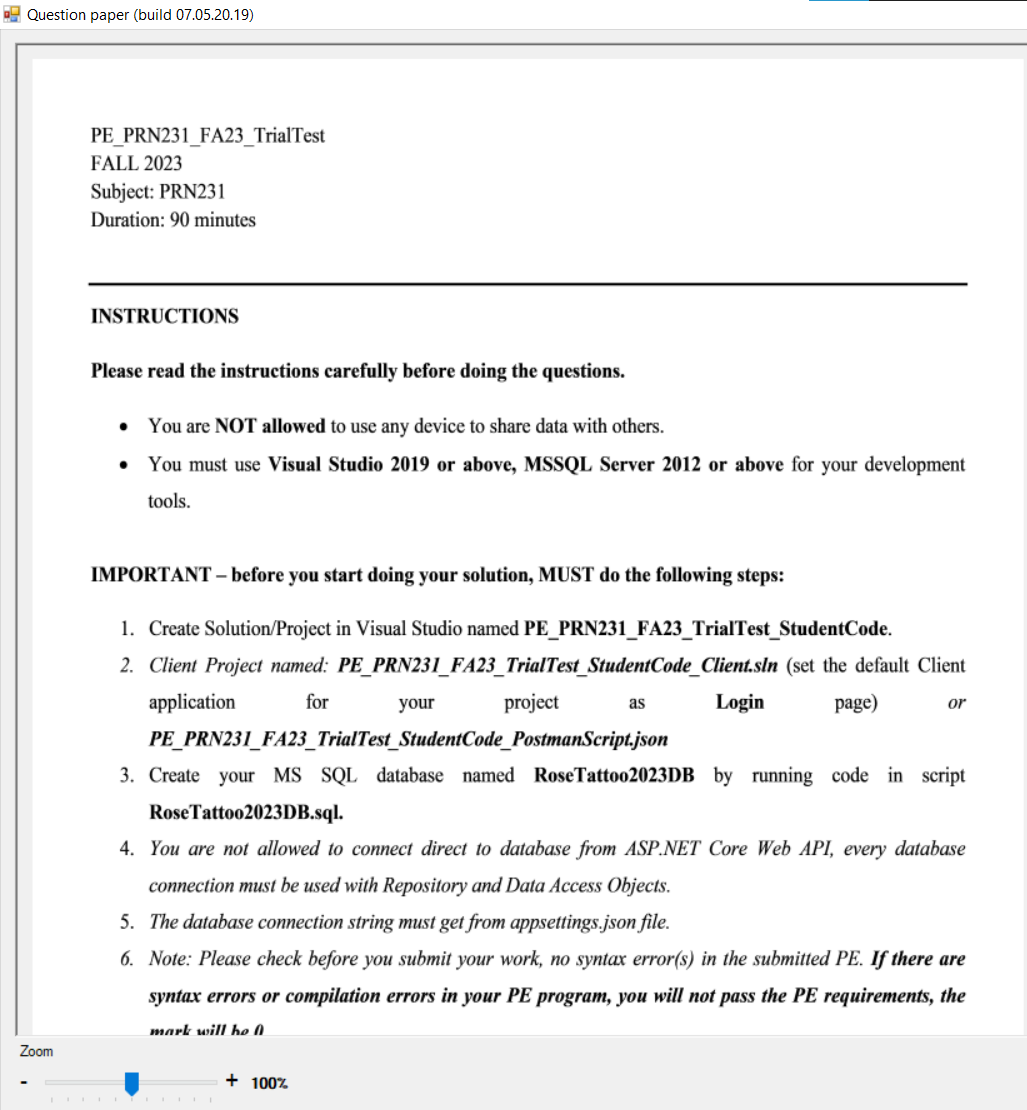 Question paper (build 07.05.20.19)
PE_PRN231_FA23_TrialTest
FALL 2023
Subject: PRN231
Duration: 90 minutes
INSTRUCTIONS
Please read the instructions carefully before doing the questions.
• You are NOT allowed to use any device to share data with others.
• You must use Visual Studio 2019 or above, MSSQL Server 2012 or above for your development
tools.
IMPORTANT – before you start doing your solution, MUST do the following steps:
1. Create Solution/Project in Visual Studio named PE_PRN231_FA23_TrialTest_StudentCode.
2. Client Project named: PE_PRN231_FA23_TrialTest_StudentCode_Client.sln (set the default Client
application for your project as Login page) or
PE_PRN231_FA23_TrialTest_StudentCode_PostmanScript.json
3. Create your MS SQL database named RoseTattoo2023DB by running code in script
RoseTattoo2023DB.sql.
4. You are not allowed to connect direct to database from ASP.NET Core Web API, every database
connection must be used with Repository and Data Access Objects.
5. The database connection string must get from appsettings.json file.
6. Note: Please check before you submit your work, no syntax error(s) in the submitted PE. If there are
syntax errors or compilation errors in your PE program, you will not pass the PE requirements, the
mark will be 0
Zoom
- + 100%